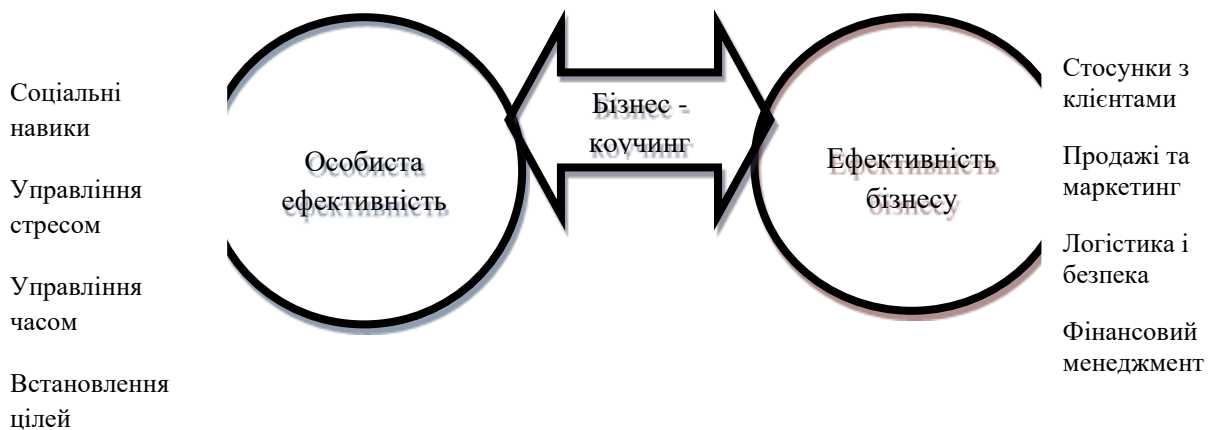 Соціальні
навики
Управління
стресом
Управління
часом
Встановлення
цілей
Особиста
ефективність
Бізнес -
коучинг
Ефективність
бізнесу
Стосунки з
клієнтами
Продажі та
маркетинг
Логістика і
безпека
Фінансовий
менеджмент